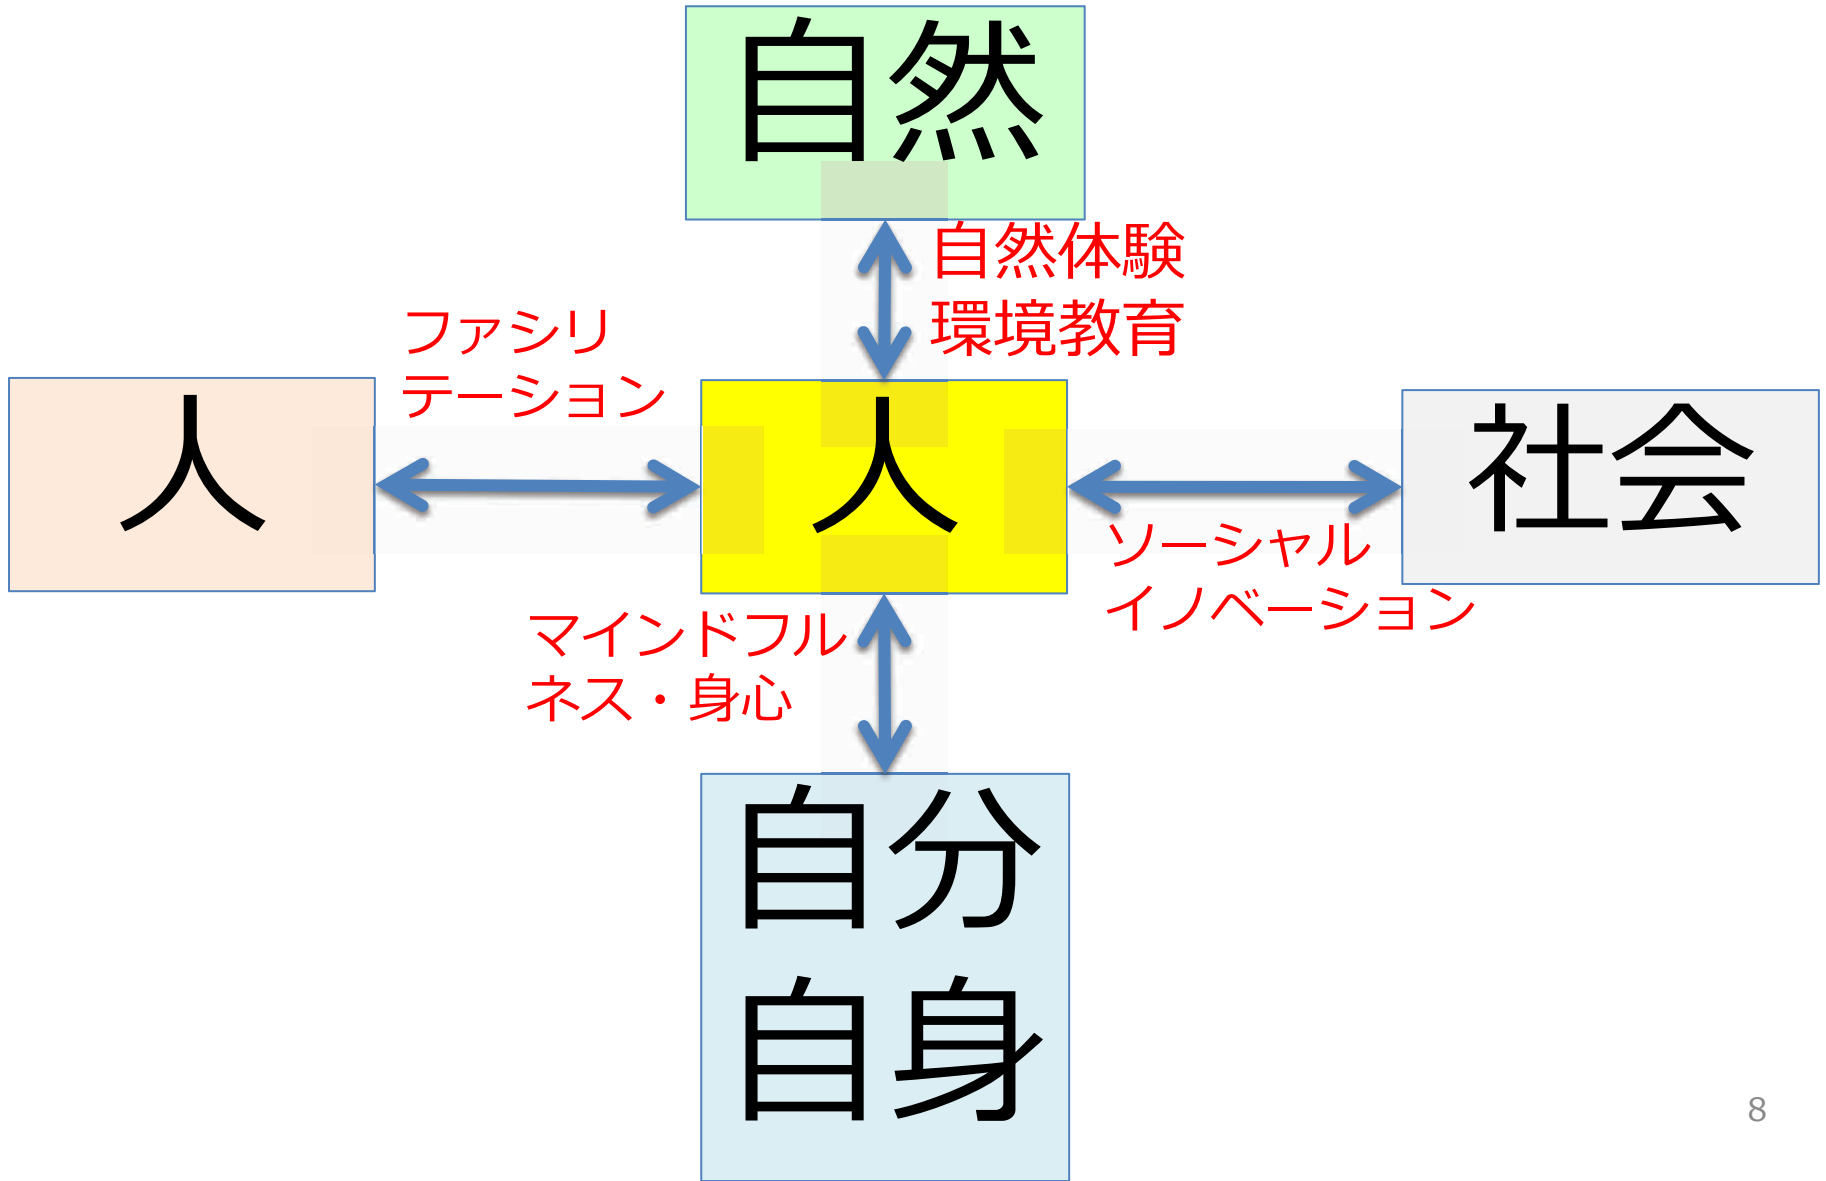 自然
自然体験
環境教育
ファシリ
テーション
人
人
社会
ソーシャル
イノベーション
マインドフル
ネス・身心
自分
自身
8